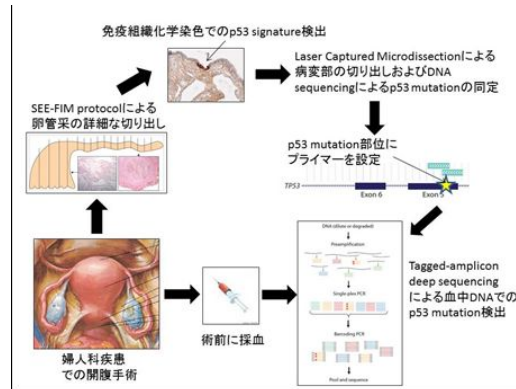 免疫組織化学染色でのp53 signature検出
Laser Captured Microdissectionによる
病変部の切り出しおよびDNA
sequencingによるp53 mutationの同定
SEE-FIM protocolによる
卵管采の詳細な切り出し
p53 mutation部位に
プライマーを設定
TP53
Exon 6
Exon 5
DNA (dilute or degraded)
Preamplification
Single-plex PCR
Barcoding PCR
Pool and sequence
Tagged-amplicon
deep sequencing
による血中DNAでの
p53 mutation検出
術前に採血
婦人科疾患
での開腹手術